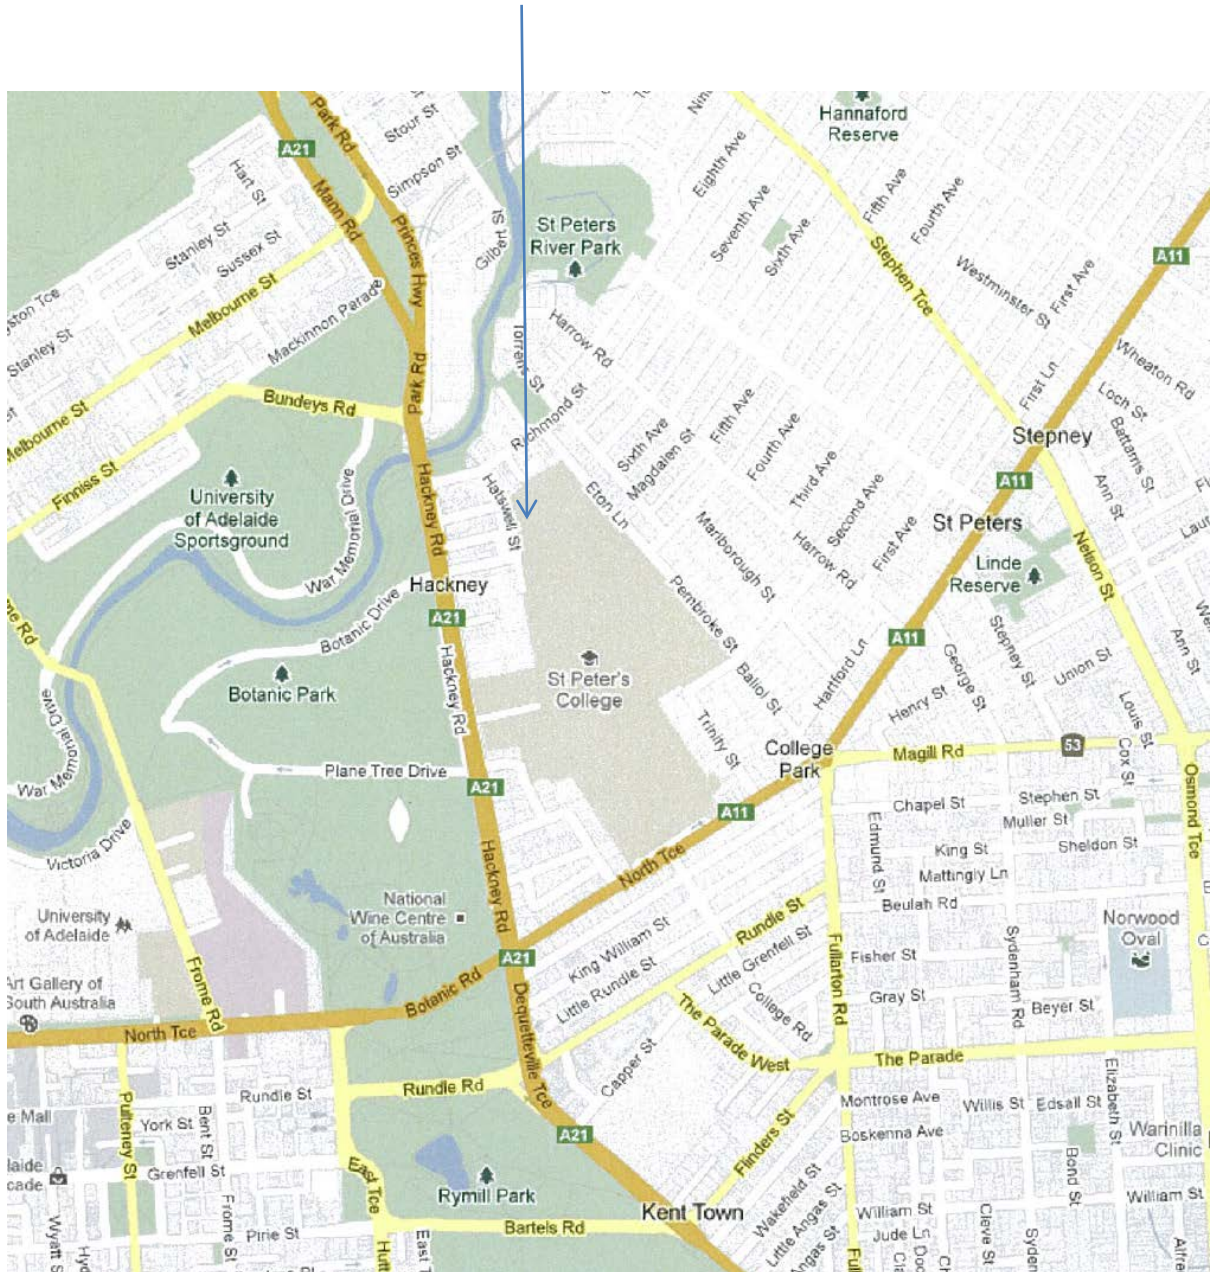 Park Rd
Stour St
A21
Simpson St
Hart St
Mann Rd
Princes Hwy
Gilbert St
Stanley St
Sussex St
Melbourne St
Mackinnon Parade
Stanley St
Melbourne St
Finniss St
Bundeys Rd
Park Rd
Hannaford
Reserve
Eighth Ave
Seventh Ave
Sixth Ave
Fifth Ave
Fourth Ave
Stephen Tce
Westminster St
First Ave
A11
Wheaton Rd
First Ln
Loch St
Battams St
Stepney
Ann St
St Peters
River Park
Harrow Rd
Richmond St
Sixth Ave
Magdalen St
Fifth Ave
Fourth Ave
Third Ave
Second Ave
First Ave
Harrow Rd
Marlborough St
Eton Ln
Pembroke St
Baliol St
Trinity St
Hartford Ln
A11
St Peters
Linde
Reserve
Nelson St
A11
Stepney St
George St
Henry St
Union St
Ann St
Louis St
Cox St
University
of Adelaide
Sportsground
War Memorial Drive
War Memorial Drive
Hackney Rd
Halswell St
Hackney
A21
Botanic Drive
Botanic Park
Hackney Rd
St Peter's
College
War Memorial Drive
War Memorial Drive
Plane Tree Drive
A21
Victoria Drive
College
Park
Magill Rd
53
A11
North Tce
Hackney Rd
Osmond Tce
Chapel St
Stephen St
Muller St
Edmund St
King St
Sheldon St
Mattingly Ln
Beulah Rd
University
of Adelaide
National
Wine Centre
of Australia
Norwood
Oval
Art Gallery of
South Australia
Frome Rd
North Tce
Botanic Rd
A21
King William St
Little Rundle St
Rundle St
Little Grenfell St
College Rd
Fullarton Rd
Fisher St
Gray St
Sydenham Rd
Beyer St
Dequetteville Tce
The Parade West
The Parade
Capper St
Rundle Rd
Rundle St
Pulteney St
York St
Bent St
Grenfell St
East Tce
A21
Flinders St
Montrose Ave
Willis St
Edsall St
Elizabeth St
Boskenna Ave
Bond St
Warinilla
Clinic
Rymill Park
Kent Town
Bartels Rd
Pirie St
Frome St
Wakefield St
Little Angas St
Angas St
William St
Jude Ln
Cleve St
William St